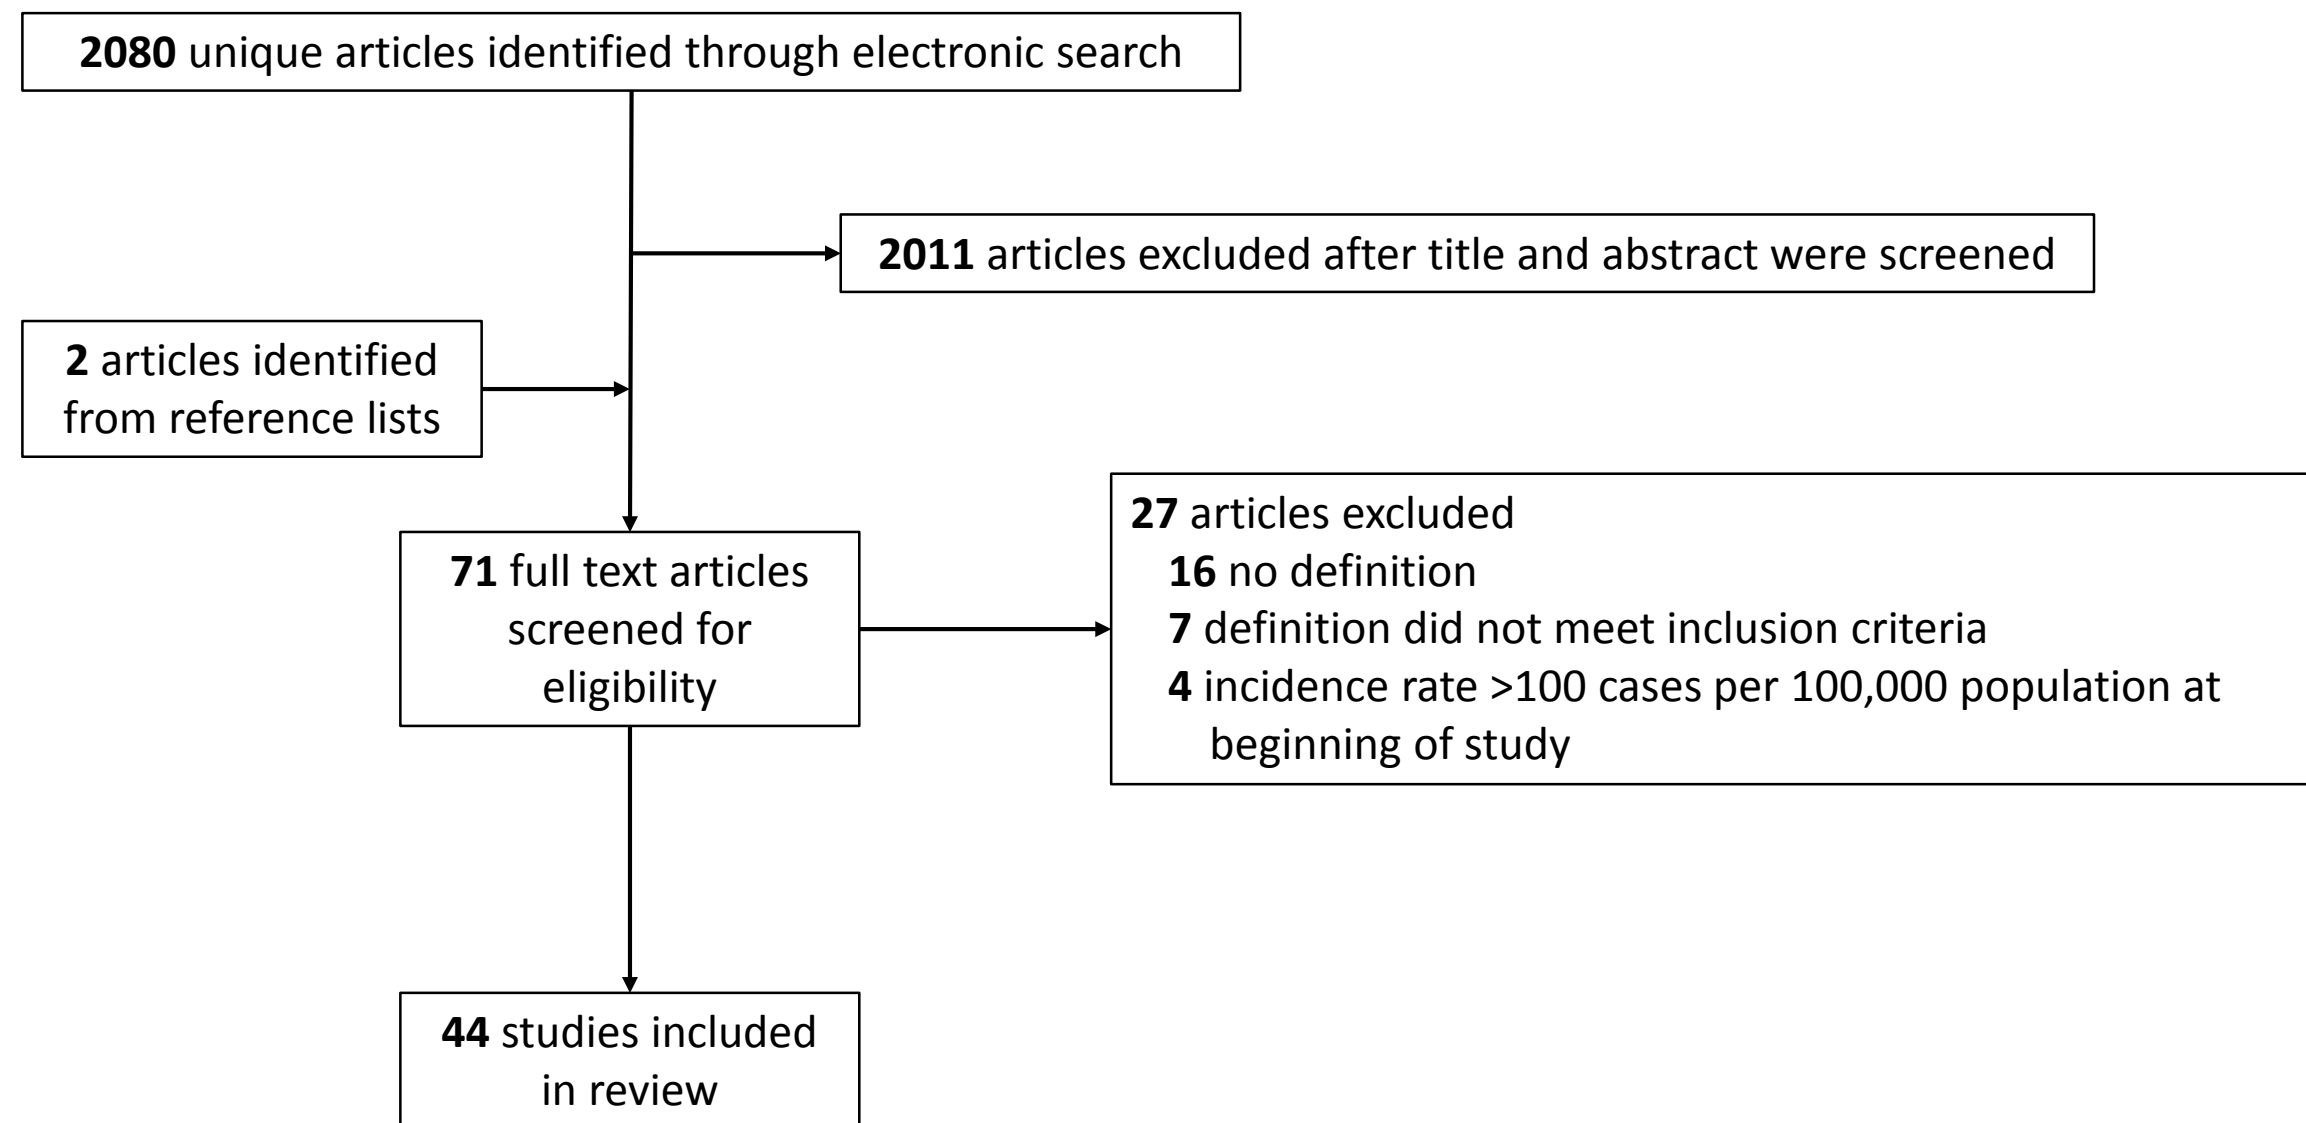 2080 unique articles identified through electronic search
2011 articles excluded after title and abstract were screened
2 articles identified
from reference lists
71 full text articles
screened for
eligibility
27 articles excluded
16 no definition
7 definition did not meet inclusion criteria
4 incidence rate >100 cases per 100,000 population at
beginning of study
44 studies included
in review